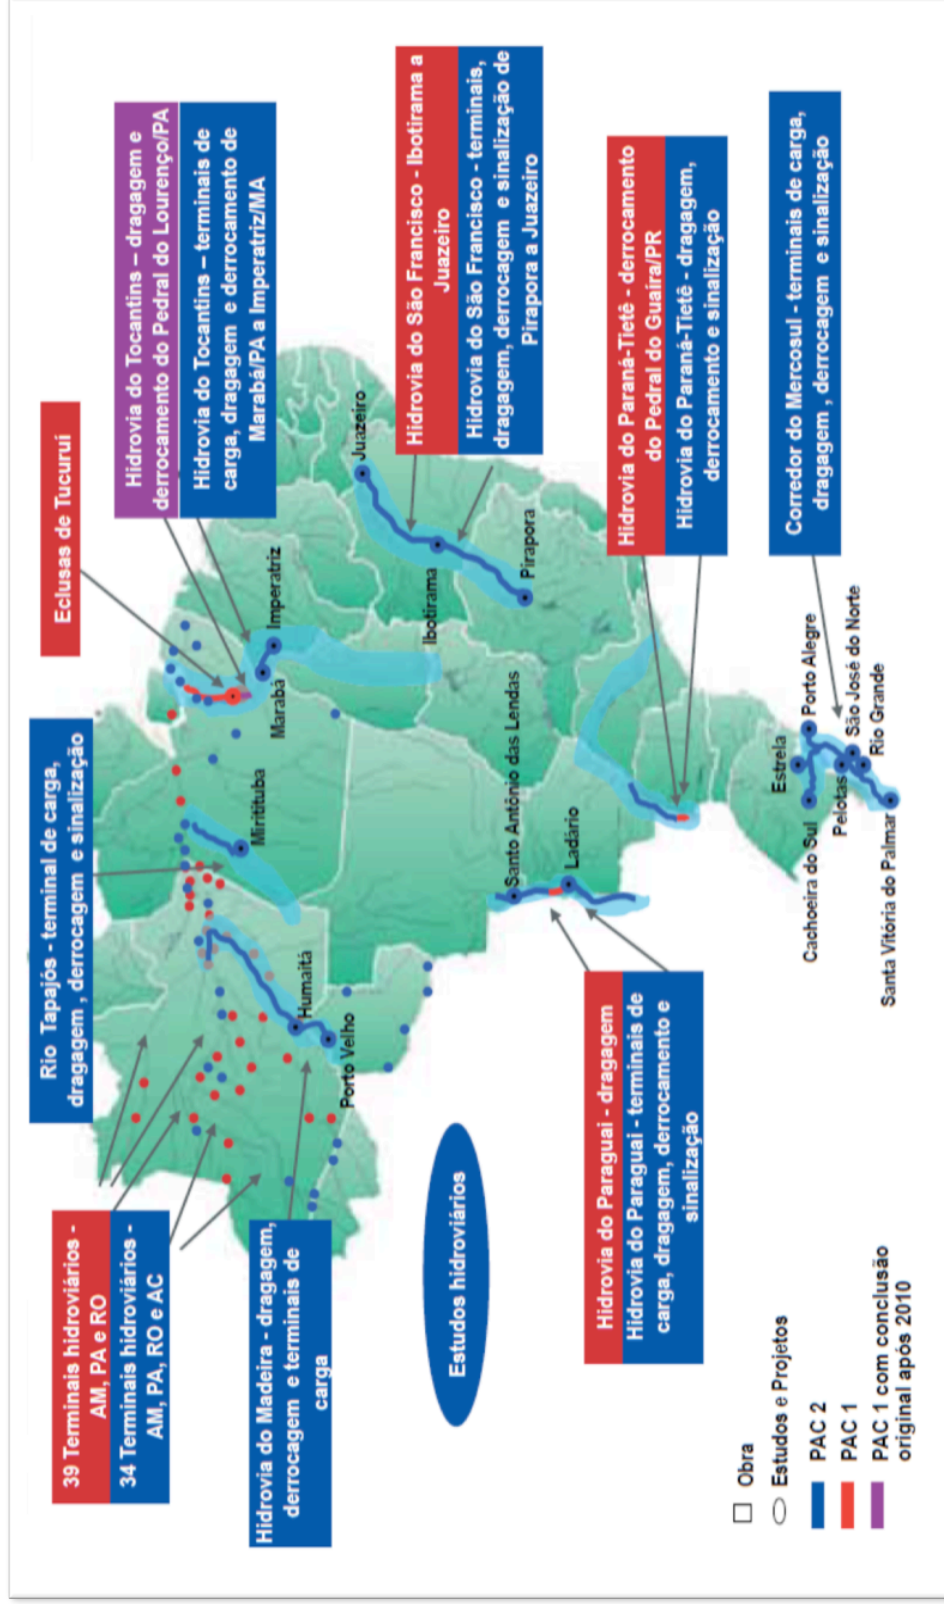 39 Terminais hidroviários -
AM, PA e RO
34 Terminais hidroviários -
AM, PA, RO e AC
Rio Tapajós - terminal de carga,
dragagem , derrocagem e sinalização
Eclusas de Tucuruí
Hidrovia do Tocantins – dragagem e
derrocamento do Pedral do Lourenço/PA
Hidrovia do Tocantins – terminais de
carga, dragagem e derrocamento de
Marabá/PA a Imperatriz/MA
Hidrovia do São Francisco - Ibotirama a
Juazeiro
Hidrovia do São Francisco - terminais,
dragagem, derrocagem e sinalização de
Pirapora a Juazeiro
Hidrovia do Madeira - dragagem,
derrocagem e terminais de
carga
Miritituba
Marabá
Imperatriz
Juazeiro
Humaitá
Porto Velho
Ibotirama
Pirapora
Estudos hidroviários
Santo Antônio das Lendas
Ladário
Hidrovia do Paraguai - dragagem
Hidrovia do Paraguai - terminais de
carga, dragagem, derrocamento e
sinalização
Hidrovia do Paraná-Tietê - derrocamento
do Pedral do Guaíra/PR
Hidrovia do Paraná-Tietê - dragagem,
derrocamento e sinalização
Corredor do Mercosul - terminais de carga,
dragagem , derrocagem e sinalização
Estrela
Porto Alegre
Cachoeira do Sul
Pelotas
São José do Norte
Rio Grande
Santa Vitória do Palmar
Obra
Estudos e Projetos
PAC 2
PAC 1
PAC 1 com conclusão
original após 2010